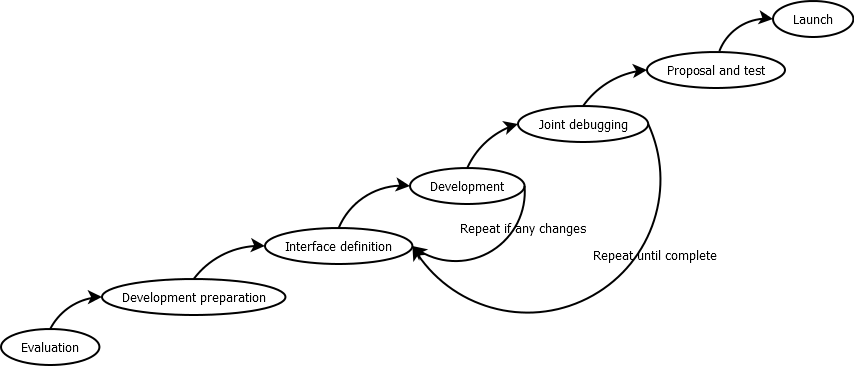 Launch
Proposal and test
Joint debugging
Development
Repeat if any changes
Interface definition
Repeat until complete
Development preparation
Evaluation